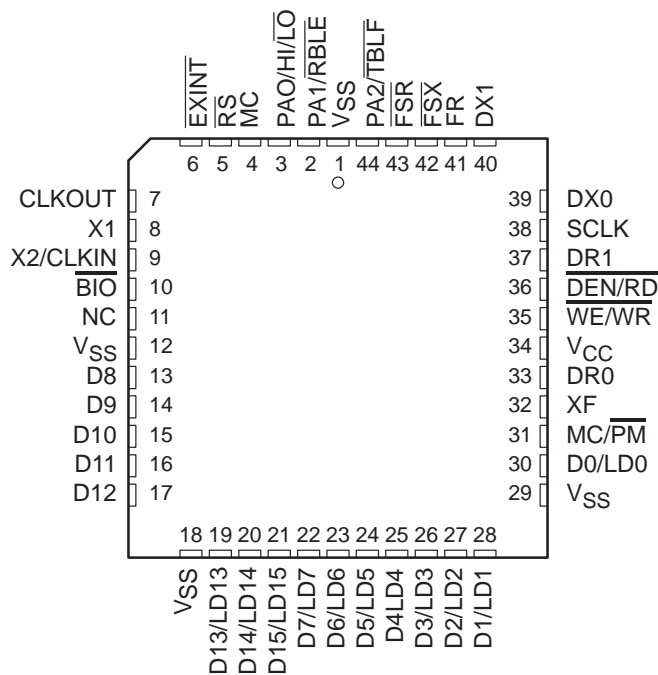 EXINT
RS
MC
PAO/HI/LO
PA1/RBLE
VSS
PA2/TBLF
FSR
FSX
FR
DX1
6 5 4 3 2 1 44 43 42 41 40
CLKOUT 7
X1 8
X2/CLKIN 9
BIO 10
NC 11
VSS 12
D8 13
D9 14
D10 15
D11 16
D12 17
39 DX0
38 SCLK
37 DR1
36 DEN/RD
35 WE/WR
34 VCC
33 DR0
32 XF
31 MC/PM
30 D0/LD0
29 VSS
18 19 20 21 22 23 24 25 26 27 28
VSS
D13/LD13
D14/LD14
D15/LD15
D7/LD7
D6/LD6
D5/LD5
D4LD4
D3/LD3
D2/LD2
D1/LD1